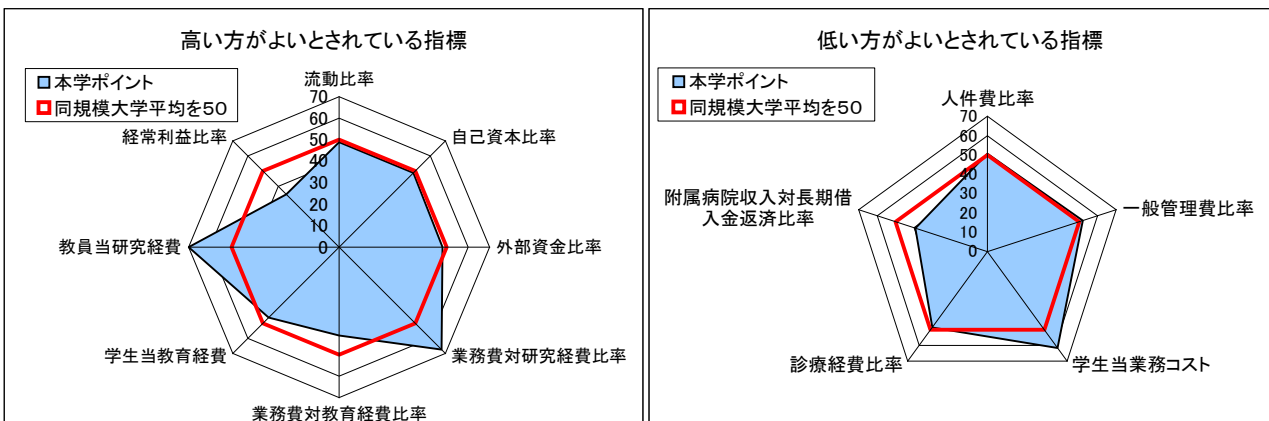 高い方がよいとされている指標
本学ポイント
同規模大学平均を50
流動比率
自己資本比率
外部資金比率
業務費対研究経費比率
業務費対教育経費比率
学生当教育経費
教員当研究経費
経常利益比率
70
60
50
40
30
20
10
0
低い方がよいとされている指標
本学ポイント
同規模大学平均を50
人件費比率
一般管理費比率
学生当業務コスト
診療経費比率
附属病院収入対長期借
入金返済比率
70
60
50
40
30
20
10
0